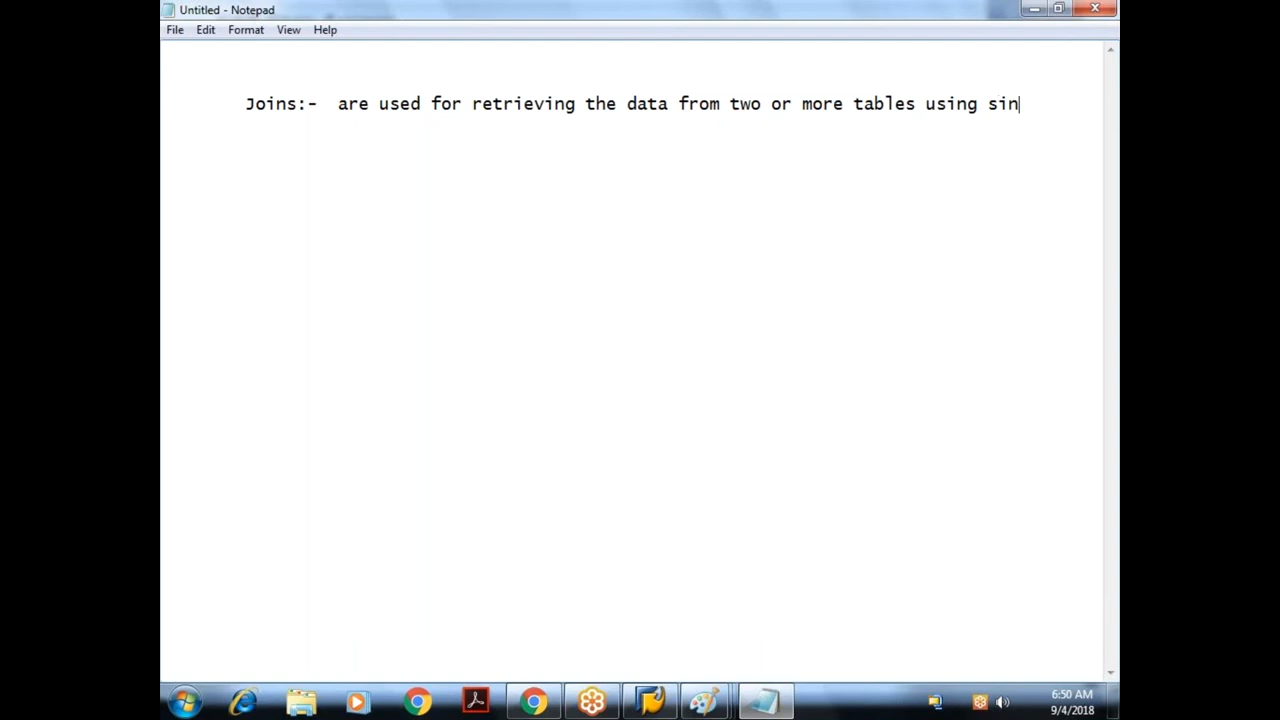 Untitled - Notepad
File Edit Format View Help
Joins:- are used for retrieving the data from two or more tables using sin
6:50 AM
9/4/2018